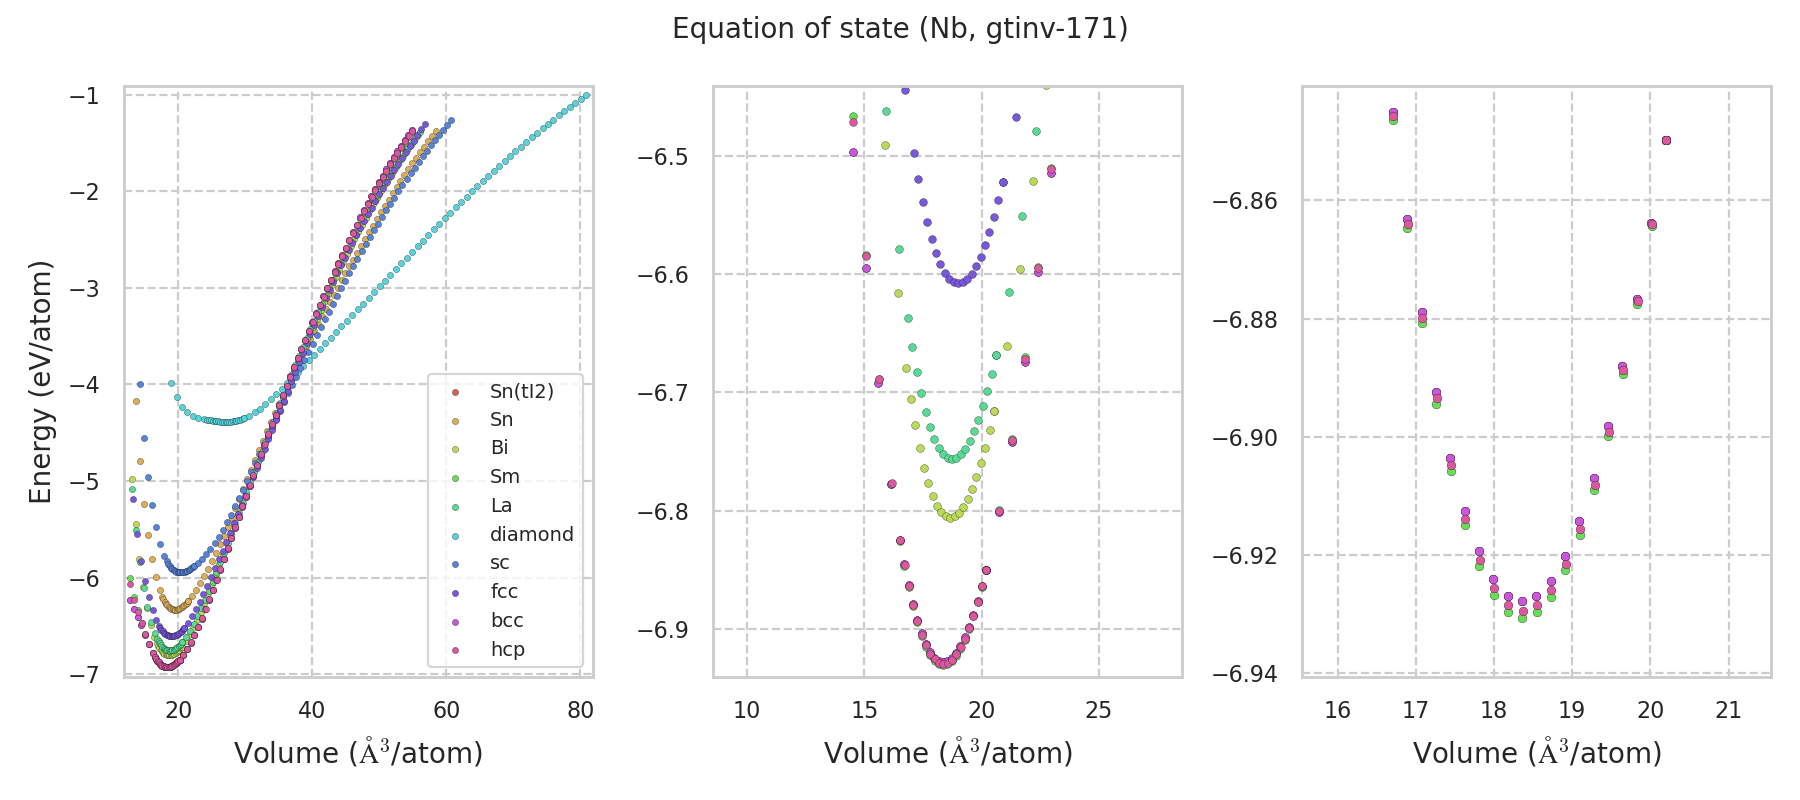 Equation of state (Nb, gtinv-171)
Energy (eV/atom)
−1
−2
−3
−4
−5
−6
−7
20
40
60
80
Volume (Å³/atom)
Sn(tI2)
Sn
Bi
Sm
La
diamond
sc
fcc
bcc
hcp
−6.5
−6.6
−6.7
−6.8
−6.9
10
15
20
25
Volume (Å³/atom)
−6.86
−6.88
−6.90
−6.92
−6.94
16
17
18
19
20
21
Volume (Å³/atom)